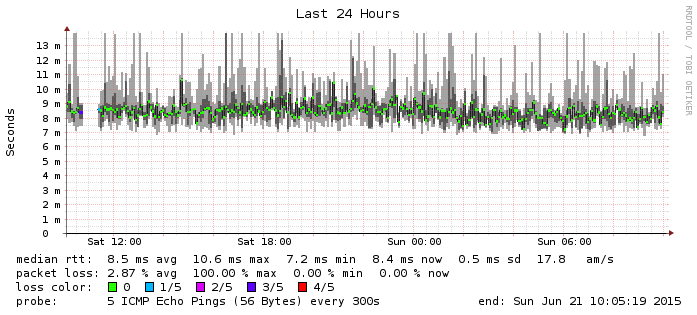 Last 24 Hours
RRDTOOL / TOBI OETIKER
Seconds
13 m
12 m
11 m
10 m
9 m
8 m
7 m
6 m
5 m
4 m
3 m
2 m
1 m
0
Sat 12:00 Sat 18:00 Sun 00:00 Sun 06:00
median rtt: 8.5 ms avg 10.6 ms max 7.2 ms min 8.4 ms now 0.5 ms sd 17.8 am/s
packet loss: 2.87 % avg 100.00 % max 0.00 % min 0.00 % now
loss color: 0 1/5 2/5 3/5 4/5
probe: 5 ICMP Echo Pings (56 Bytes) every 300s end: Sun Jun 21 10:05:19 2015